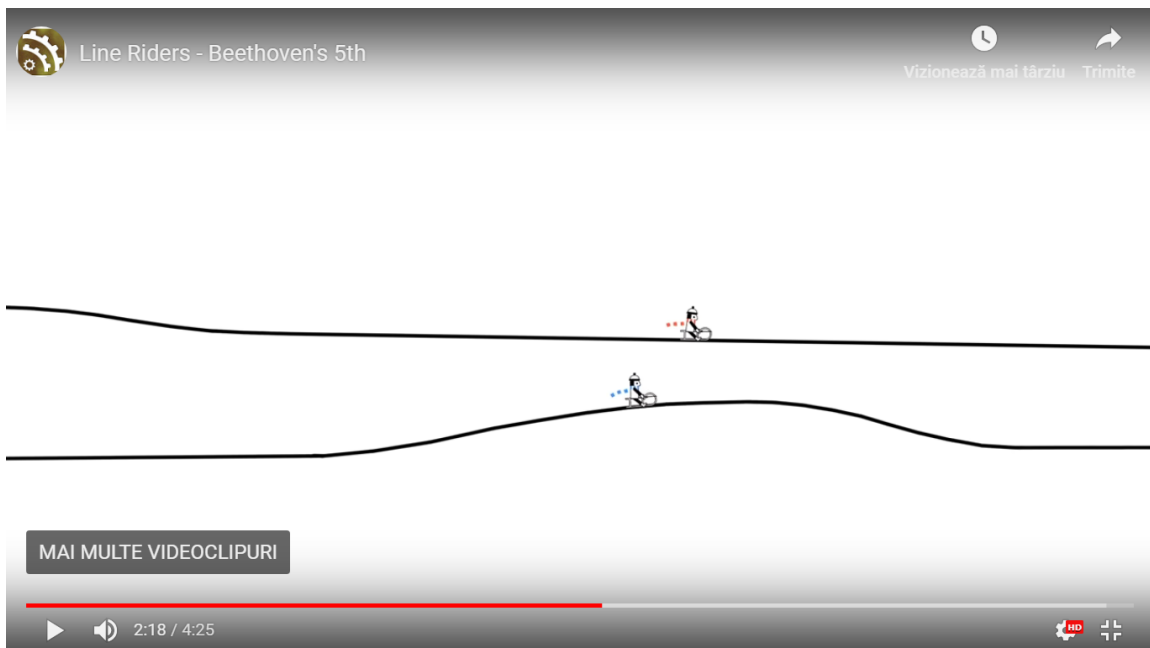 Line Riders - Beethoven's 5th
Vizionează mai târziu
Trimite
MAI MULTE VIDEOCLIPURI
2:18 / 4:25
HD